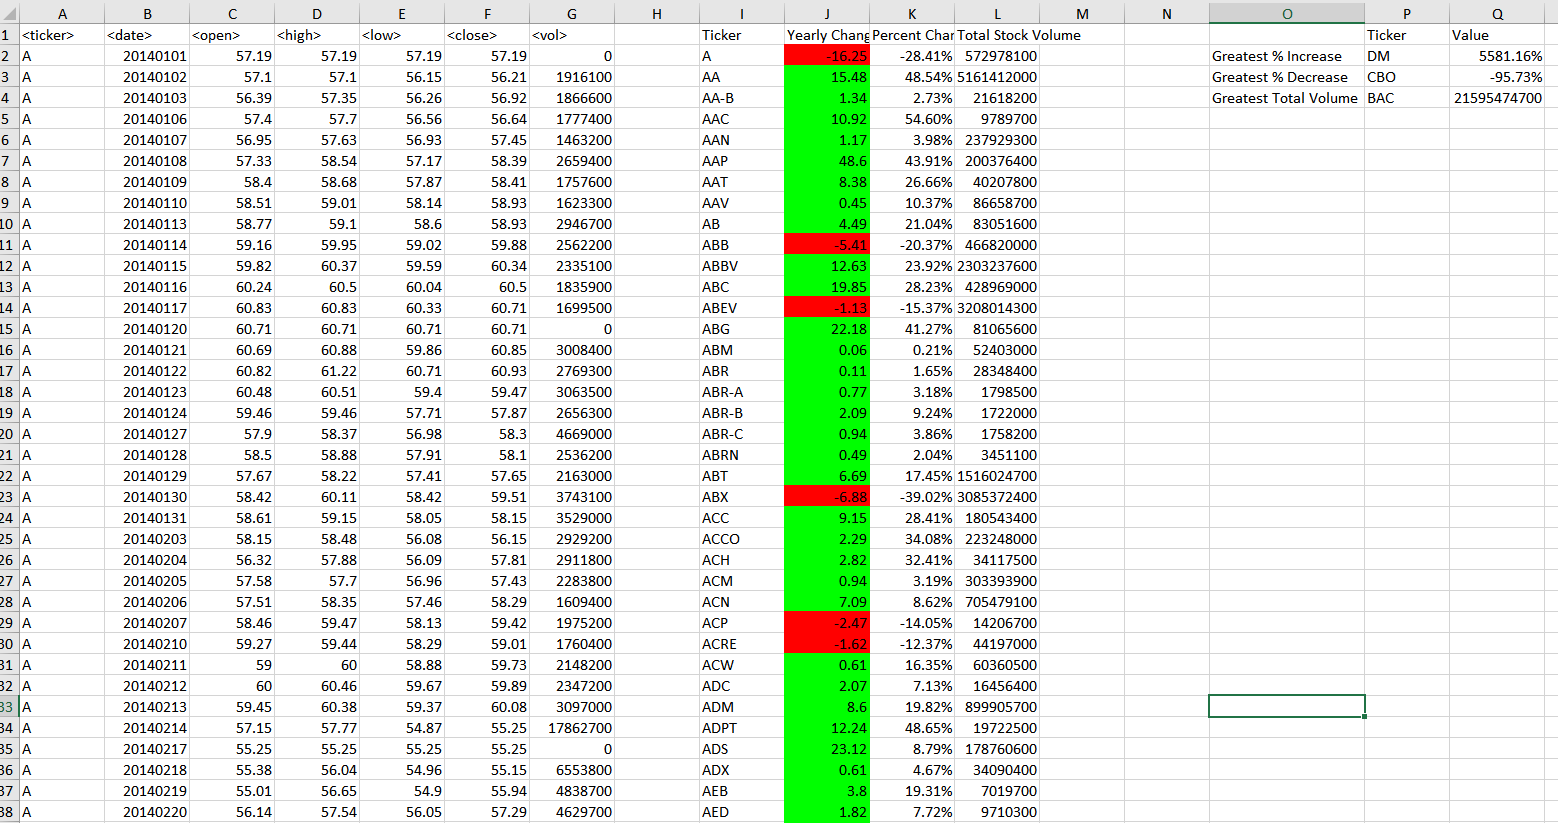 A B C D E F G H I J K L M N O P Q
1 <ticker> <date> <open> <high> <low> <close> <vol> Ticker Yearly Chang Percent Char Total Stock Volume Ticker Value
2 A 20140101 57.19 57.19 57.19 57.19 0 A -16.25 -28.41% 572978100 Greatest % Increase DM 5581.16%
3 A 20140102 57.1 57.1 56.15 56.21 1916100 AA 15.48 48.54% 5161412000 Greatest % Decrease CBO -95.73%
4 A 20140103 56.39 57.35 56.26 56.92 1866600 AA-B 1.34 2.73% 21618200 Greatest Total Volume BAC 21595474700
5 A 20140106 57.4 57.7 56.56 56.64 1777400 AAC 10.92 54.60% 9789700
6 A 20140107 56.95 57.63 56.93 57.45 1463200 AAN 1.17 3.98% 237929300
7 A 20140108 57.33 58.54 57.17 58.39 2659400 AAP 48.6 43.91% 200376400
8 A 20140109 58.4 58.68 57.87 58.41 1757600 AAT 8.38 26.66% 40207800
9 A 20140110 58.51 59.01 58.14 58.93 1623300 AAV 0.45 10.37% 86658700
10 A 20140113 58.77 59.1 58.6 58.93 2946700 AB 4.49 21.04% 83051600
11 A 20140114 59.16 59.95 59.02 59.88 2562200 ABB -5.41 -20.37% 466820000
12 A 20140115 59.82 60.37 59.59 60.34 2335100 ABBV 12.63 23.92% 2303237600
13 A 20140116 60.24 60.5 60.04 60.5 1835900 ABC 19.85 28.23% 428969000
14 A 20140117 60.83 60.83 60.33 60.71 1699500 ABEV -1.13 -15.37% 3208014300
15 A 20140120 60.71 60.71 60.71 60.71 0 ABG 22.18 41.27% 81065600
16 A 20140121 60.69 60.88 59.86 60.85 3008400 ABM 0.06 0.21% 52403000
17 A 20140122 60.82 61.22 60.71 60.93 2769300 ABR 0.11 1.65% 28348400
18 A 20140123 60.48 60.51 59.4 59.47 3063500 ABR-A 0.77 3.18% 1798500
19 A 20140124 59.46 59.46 57.71 57.87 2656300 ABR-B 2.09 9.24% 1722000
20 A 20140127 57.9 58.37 56.98 58.3 4669000 ABR-C 0.94 3.86% 1758200
21 A 20140128 58.5 58.88 57.91 58.1 2536200 ABRN 0.49 2.04% 3451100
22 A 20140129 57.67 58.22 57.41 57.65 2163000 ABT 6.69 17.45% 1516024700
23 A 20140130 58.42 60.11 58.42 59.51 3743100 ABX -6.88 -39.02% 3085372400
24 A 20140131 58.61 59.15 58.05 58.15 3529000 ACC 9.15 28.41% 180543400
25 A 20140203 58.15 58.48 56.08 56.15 2929200 ACCO 2.29 34.08% 223248000
26 A 20140204 56.32 57.88 56.09 57.81 2911800 ACH 2.82 32.41% 34117500
27 A 20140205 57.58 57.7 56.96 57.43 2283800 ACM 0.94 3.19% 303393900
28 A 20140206 57.51 58.35 57.46 58.29 1609400 ACN 7.09 8.62% 705479100
29 A 20140207 58.46 59.47 58.13 59.42 1975200 ACP -2.47 -14.05% 14206700
30 A 20140210 59.27 59.44 58.29 59.01 1760400 ACRE -1.62 -12.37% 44197000
31 A 20140211 59 60 58.88 59.73 2148200 ACW 0.61 16.35% 60360500
32 A 20140212 60 60.46 59.67 59.89 2347200 ADC 2.07 7.13% 16456400
33 A 20140213 59.45 60.38 59.37 60.08 3097000 ADM 8.6 19.82% 899905700
34 A 20140214 57.15 57.77 54.87 55.25 17862700 ADPT 12.24 48.65% 19722500
35 A 20140217 55.25 55.25 55.25 55.25 0 ADS 23.12 8.79% 178760600
36 A 20140218 55.38 56.04 54.96 55.15 6553800 ADX 0.61 4.67% 34090400
37 A 20140219 55.01 56.65 54.9 55.94 4838700 AEB 3.8 19.31% 7019700
38 A 20140220 56.14 57.54 56.05 57.29 4629700 AED 1.82 7.72% 9710300